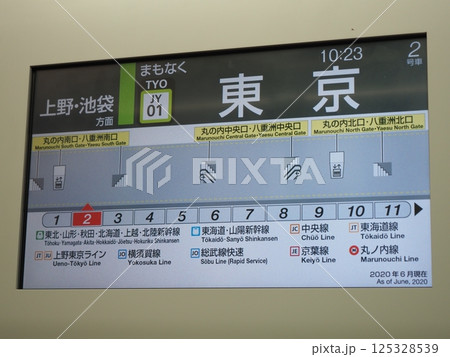 まもなく
TYO
JY
01
上野・池袋
方面
東京
10:23
2
号車
丸の内南口・八重洲南口
Marunouchi South Gate・Yaesu South Gate
丸の内中央口・八重洲中央口
Marunouchi Central Gate・Yaesu Central Gate
丸の内北口・八重洲北口
Marunouchi North Gate・Yaesu North Gate
PIXTA
1 2 3 4 5 6 7 8 9 10 11
東北・山形・秋田・北海道・上越・北陸新幹線
Tōhoku・Yamagata・Akita・Hokkaidō・Jōetsu・Hokuriku Shinkansen
東海道・山陽新幹線
Tōkaidō・Sanyō Shinkansen
JC 中央線
Chūō Line
JT 東海道線
Tōkaidō Line
JU JJ 上野東京ライン
Ueno-Tōkyō Line
JO 横須賀線
Yokosuka Line
JO 総武線快速
Sōbu Line (Rapid Service)
JE 京葉線
Keiyō Line
M 丸ノ内線
Marunouchi Line
2020年6月現在
As of June, 2020
pixta.jp - 125328539